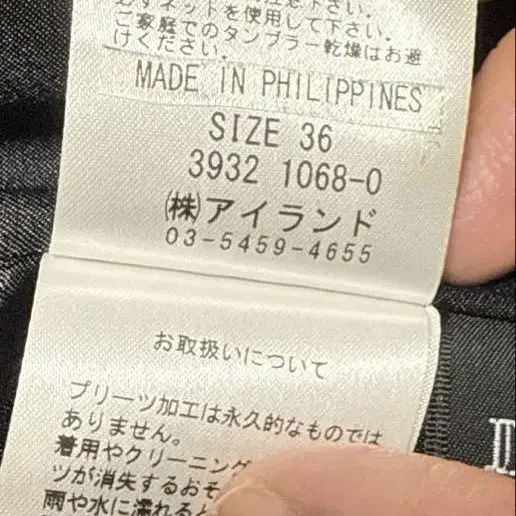 必ずネットを使用して下さい。
ご家庭でのタンブラー乾燥はお避
けください。
MADE IN PHILIPPINES
SIZE 36
3932 1068-0
㈱アイランド
03-5459-4655
お取扱いについて
プリーツ加工は永久的なものでは
ありません。
着用やクリーニング
ツが消失するおそ
雨や水に濡れると